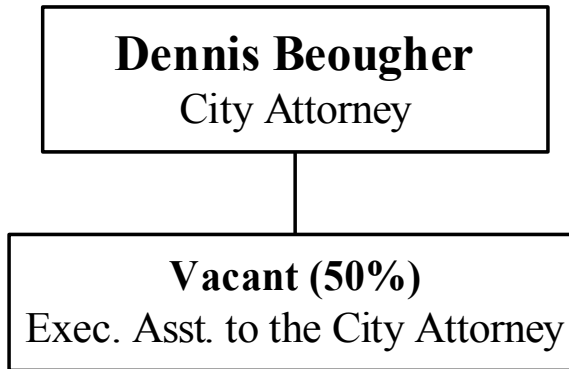 Dennis Beougher
City Attorney
Vacant (50%)
Exec. Asst. to the City Attorney